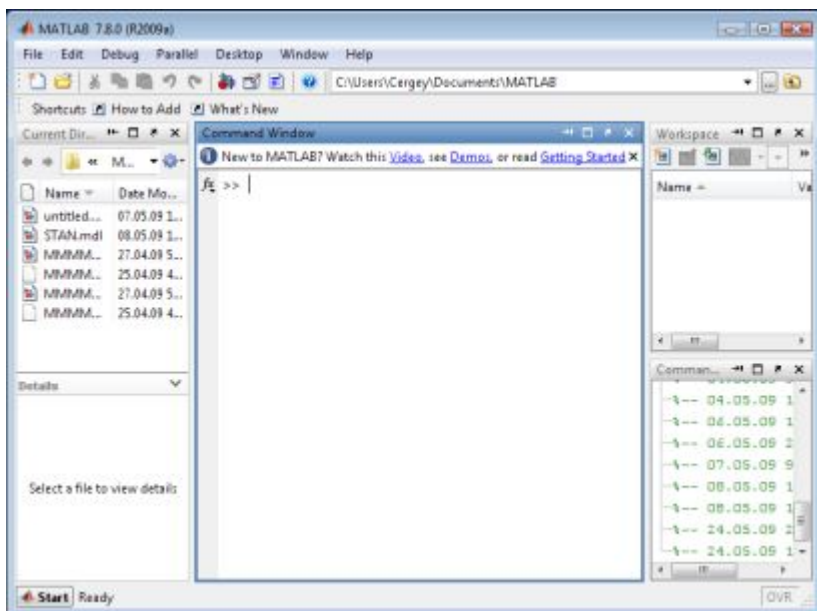 MATLAB 7.8.0 (R2009a)
File Edit Debug Parallel Desktop Window Help
C:\Users\Cergey\Documents\MATLAB
Shortcuts How to Add What's New
Current Dir...
« M...
Name Date Mo...
untitled... 07.05.09 1...
STAN.mdl 08.05.09 1...
MMMM... 27.04.09 5...
MMMM... 25.04.09 4...
MMMM... 27.04.09 5...
MMMM... 25.04.09 4...
Details
Select a file to view details
Command Window
New to MATLAB? Watch this Video, see Demos, or read Getting Started
fx >>
Workspace
Name Va
Comman...
%-- 04.05.09 1
%-- 06.05.09 1
%-- 06.05.09 2
%-- 07.05.09 9
%-- 08.05.09 1
%-- 08.05.09 1
%-- 24.05.09 2
%-- 24.05.09 1
Start Ready
OVR